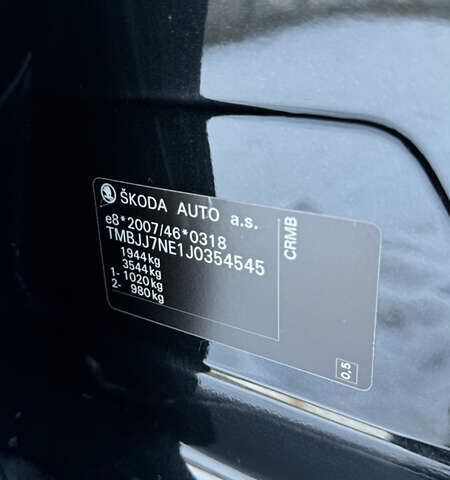 ŠKODA AUTO a.s.
e8*2007/46*0318
TMBJJ7NE1J0354545
1944kg
3544kg
1- 1020kg
2- 980kg
CRMB
0,5